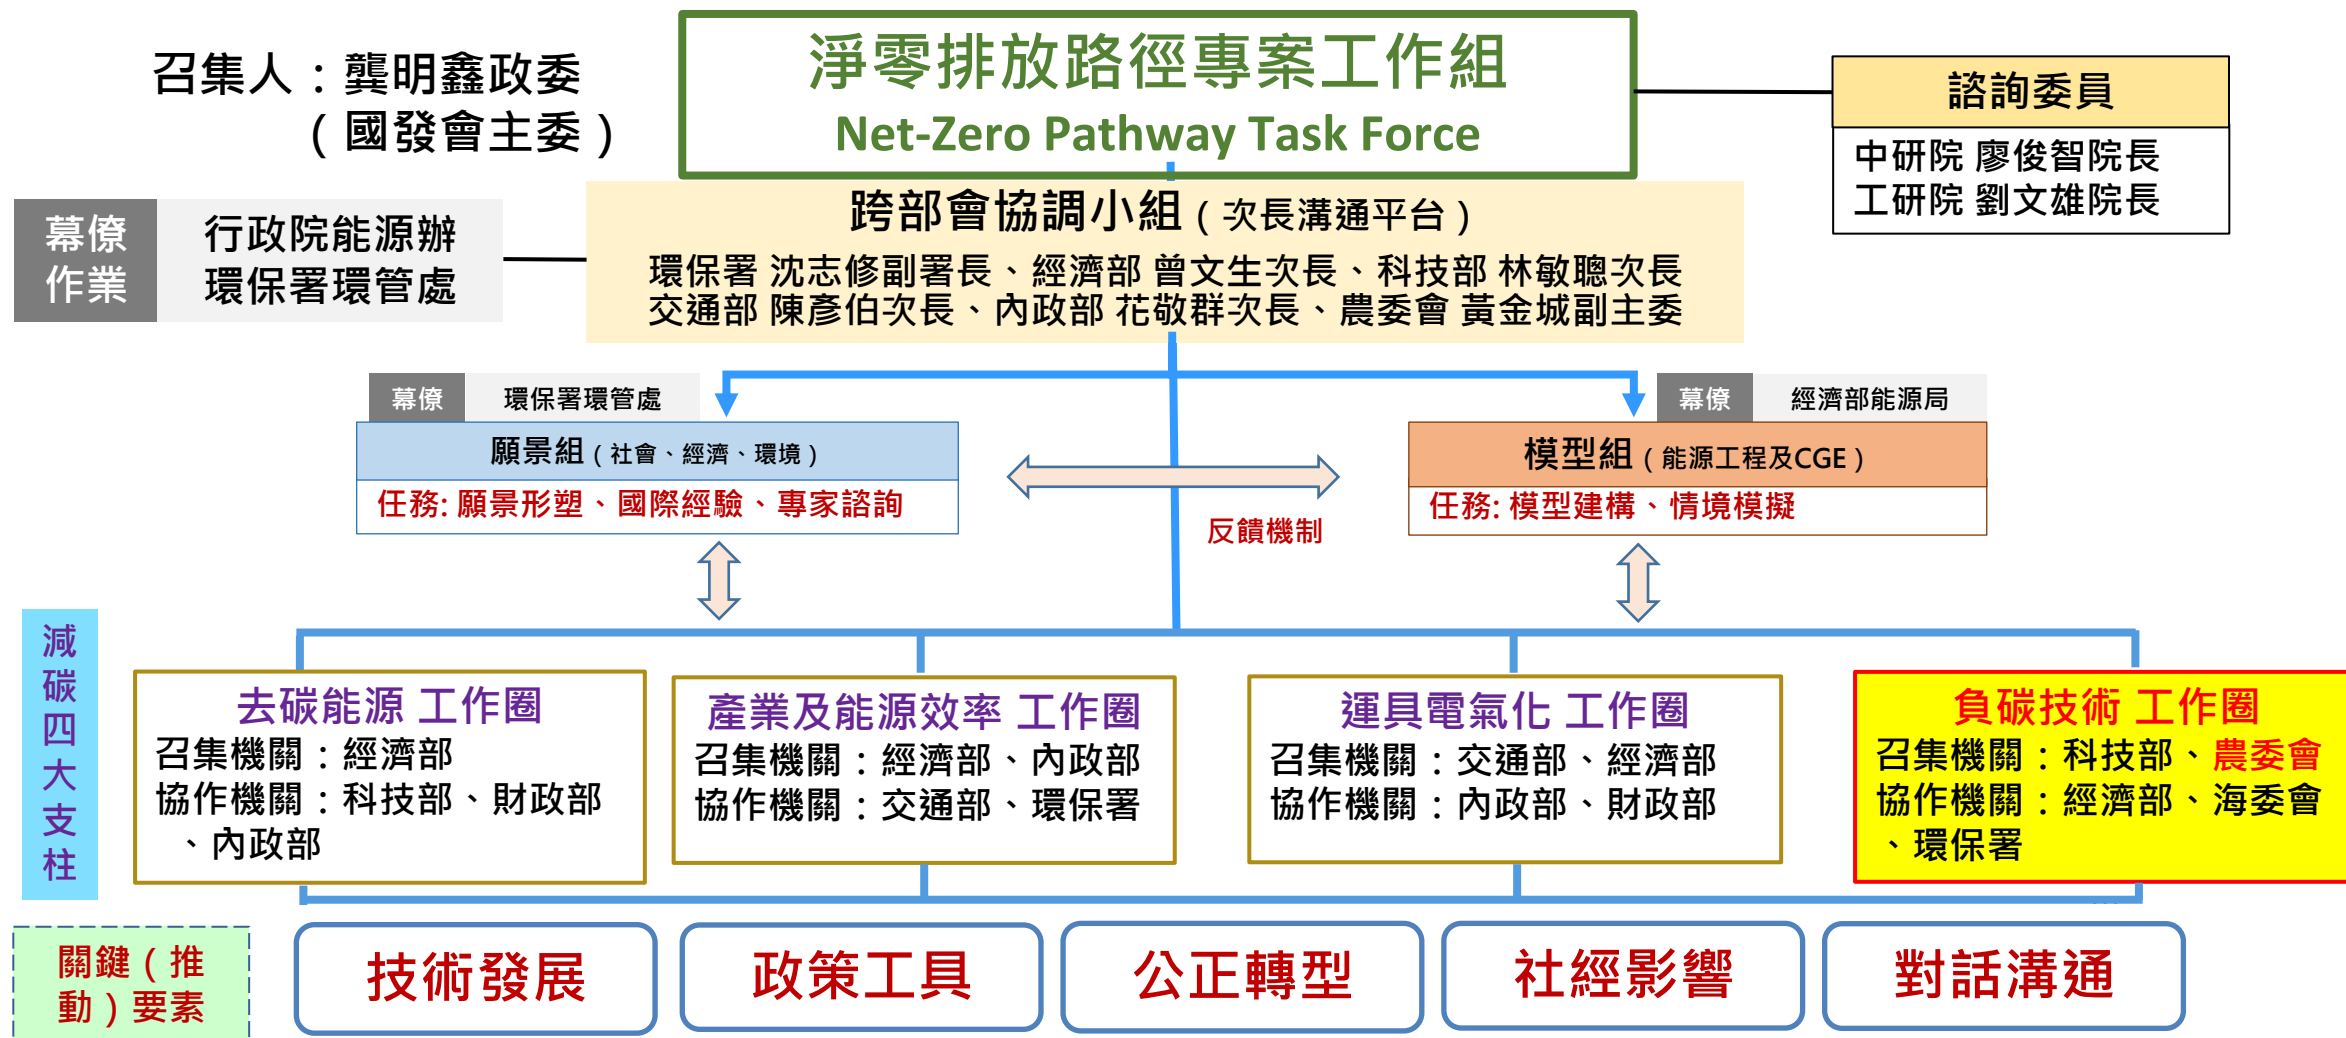 召集人：龔明鑫政委
（國發會主委）
淨零排放路徑專案工作組
Net-Zero Pathway Task Force
諮詢委員
中研院 廖俊智院長
工研院 劉文雄院長
幕僚
作業
行政院能源辦
環保署環管處
跨部會協調小組（次長溝通平台）
環保署 沈志修副署長、經濟部 曾文生次長、科技部 林敏聰次長
交通部 陳彥伯次長、內政部 花敬群次長、農委會 黃金城副主委
幕僚
環保署環管處
願景組（社會、經濟、環境）
任務: 願景形塑、國際經驗、專家諮詢
反饋機制
幕僚
經濟部能源局
模型組（能源工程及CGE）
任務: 模型建構、情境模擬
減
碳
四
大
支
柱
去碳能源 工作圈
召集機關：經濟部
協作機關：科技部、財政部
、內政部
產業及能源效率 工作圈
召集機關：經濟部、內政部
協作機關：交通部、環保署
運具電氣化 工作圈
召集機關：交通部、經濟部
協作機關：內政部、財政部
負碳技術 工作圈
召集機關：科技部、農委會
協作機關：經濟部、海委會
、環保署
關鍵（推
動）要素
技術發展
政策工具
公正轉型
社經影響
對話溝通